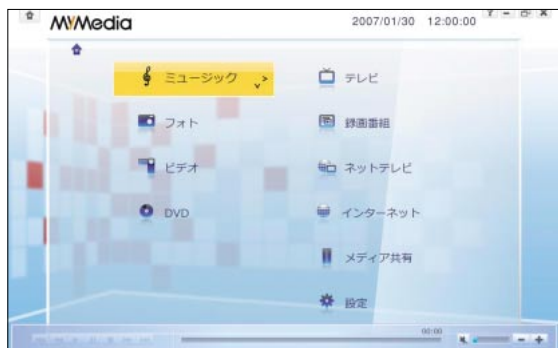 MYMedia
2007/01/30 12:00:00
ミュージック
フォト
ビデオ
DVD
テレビ
録画番組
ネットテレビ
インターネット
メディア共有
設定
00:00